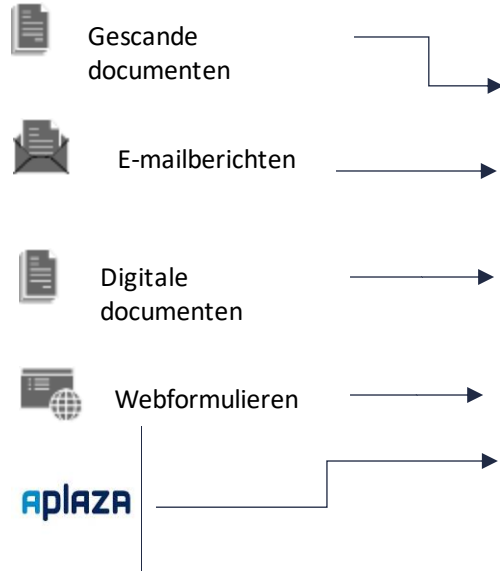 Gescande
documenten
E-mailberichten
Digitale
documenten
Webformulieren
aplaza